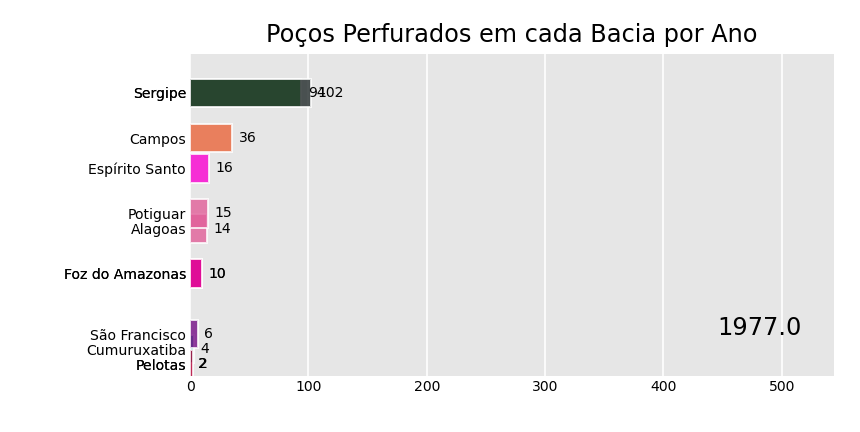 Poços Perfurados em cada Bacia por Ano
Sergipe 94 102
Campos 36
Espírito Santo 16
Potiguar 15
Alagoas 14
Foz do Amazonas 10
São Francisco 6
Cumuruxatiba 4
Pelotas 2
1977.0
0 100 200 300 400 500